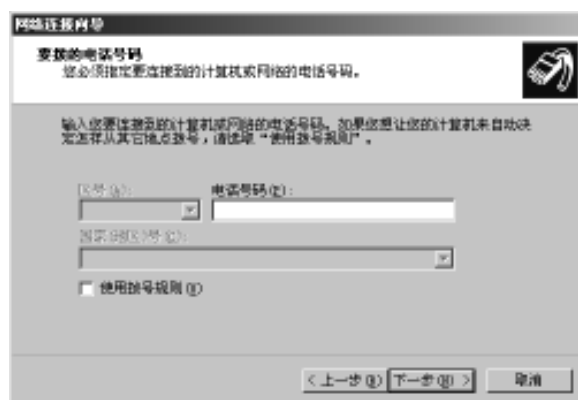 网络连接向导
要拨的电话号码
您必须指定要连接到的计算机或网络的电话号码。
输入您要连接到的计算机或网络的电话号码。如果您想让您的计算机来自动决
定怎样从其它地点拨号，请选取“使用拨号规则”。
区号(A): 电话号码(P):
国家(地区)号(C):
使用拨号规则(U)
< 上一步(B) 下一步(N) > 取消